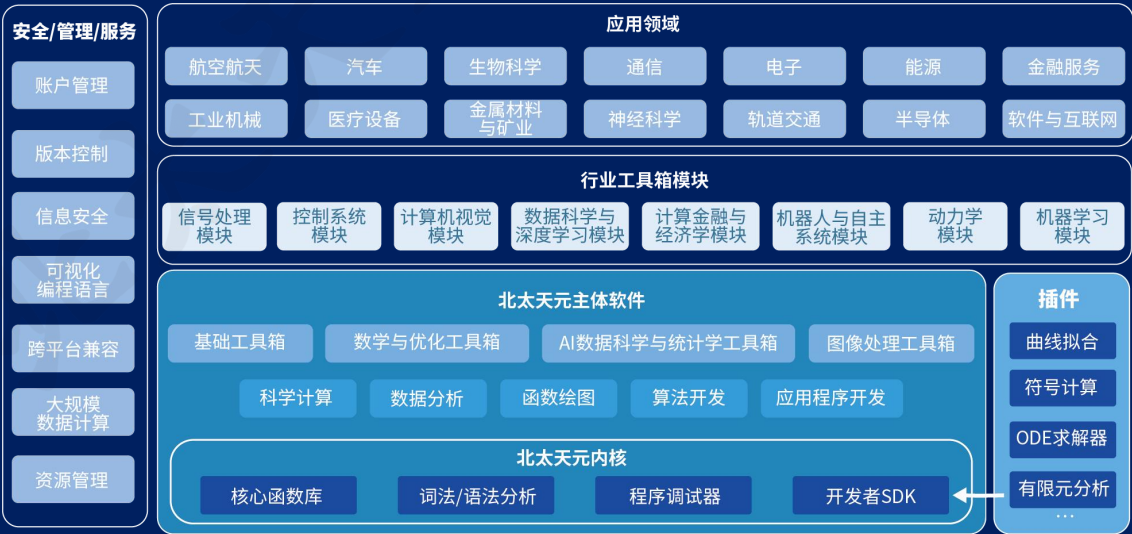 安全/管理/服务
账户管理
版本控制
信息安全
可视化
编程语言
跨平台兼容
大规模
数据计算
资源管理
应用领域
航空航天
汽车
生物科学
通信
电子
能源
金融服务
工业机械
医疗设备
金属材料
与矿业
神经科学
轨道交通
半导体
软件与互联网
行业工具箱模块
信号处理
模块
控制系统
模块
计算机视觉
模块
数据科学与
深度学习模块
计算金融与
经济学模块
机器人与自主
系统模块
动力学
模块
机器学习
模块
北太天元主体软件
基础工具箱
数学与优化工具箱
AI数据科学与统计学工具箱
图像处理工具箱
科学计算
数据分析
函数绘图
算法开发
应用程序开发
北太天元内核
核心函数库
词法/语法分析
程序调试器
开发者SDK
插件
曲线拟合
符号计算
ODE求解器
有限元分析
…